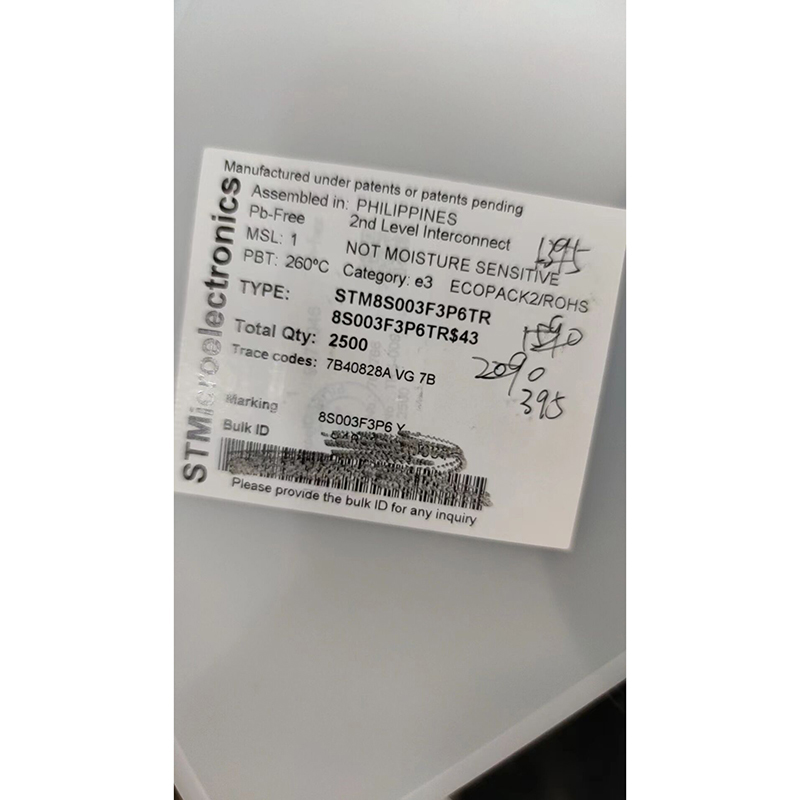 STMicroelectronics
Manufactured under patents or patents pending
Assembled in: PHILIPPINES
Pb-Free 2nd Level Interconnect
MSL: 1 NOT MOISTURE SENSITIVE
PBT: 260°C Category: e3 ECOPACK2/ROHS
TYPE: STM8S003F3P6TR
8S003F3P6TR$43
Total Qty: 2500
Trace codes: 7B40828A VG 7B
Marking 8S003F3P6 Y
Bulk ID
Please provide the bulk ID for any inquiry
1395
1590
2090
395